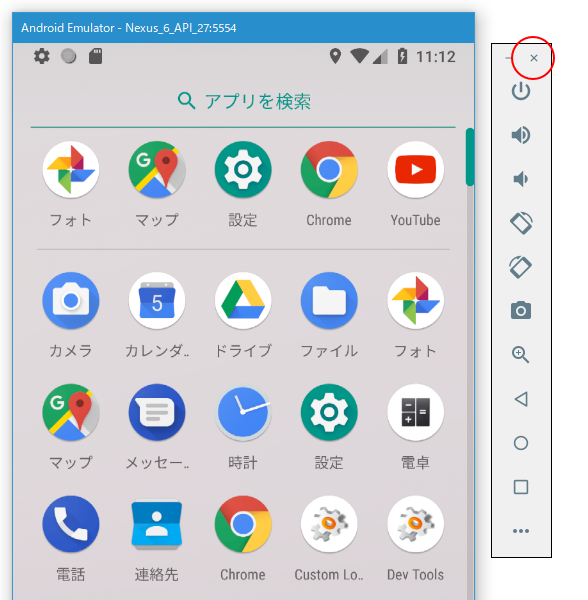 Android Emulator - Nexus_6_API_27:5554
11:12
アプリを検索
フォト マップ 設定 Chrome YouTube
5
カメラ カレンダ.. ドライブ ファイル フォト
マップ メッセー.. 時計 設定 電卓
電話 連絡先 Chrome Custom Lo.. Dev Tools